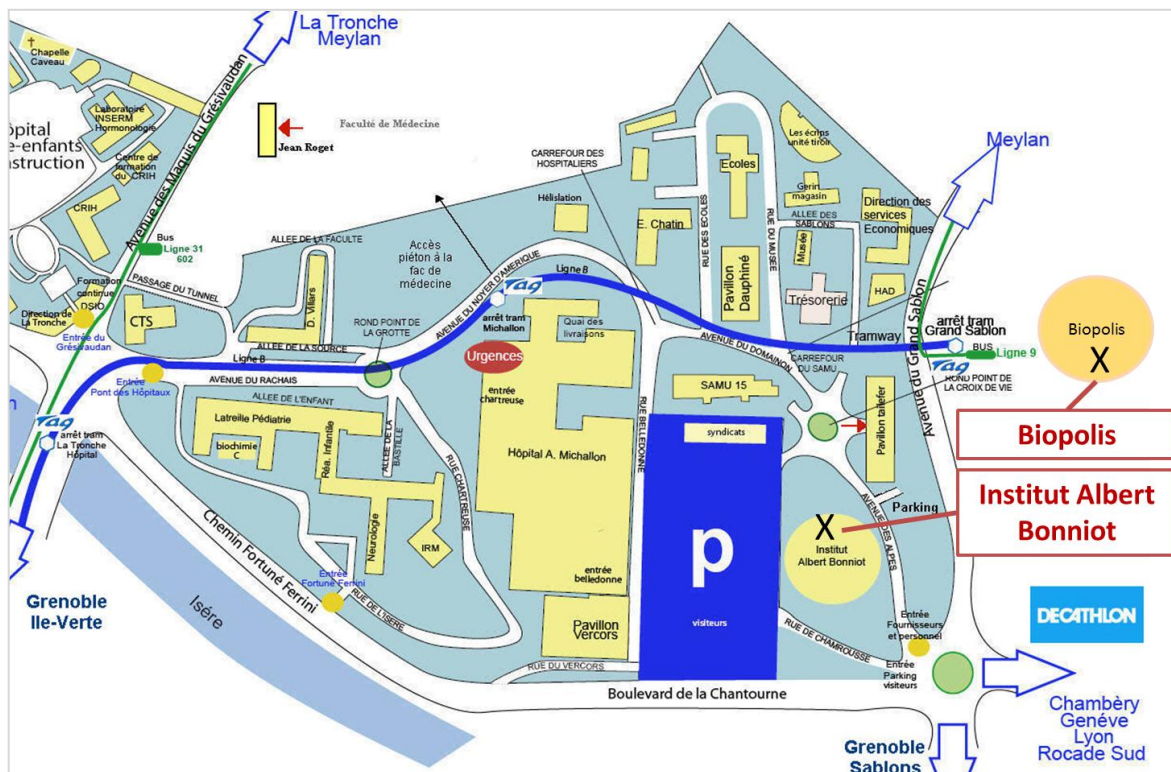 La Tronche
Meylan
Chapelle
Caveau
Laboratoire
INSERM
Hormonologie
Centre de
formation
du CRIH
CRIH
ôpital
e-enfants
nstruction
Avenue des Maquis du Grésivaudan
Jean Roget
Faculté de Médecine
Bus
Ligne 31
602
PASSAGE DU TUNNEL
Formation
continue
DSIO
Direction de
La Tronche
Entrée du
Grésivaudan
CTS
ALLEE DE LA FACULTE
D. Villars
ALLEE DE LA SOURCE
Ligne B
ROND POINT DE
LA GROTTE
Accès
piéton à la
fac de
médecine
AVENUE DU NOYER D'AMERIQUE
Tag
arrêt tram
Michallon
Ligne B
Hélistation
CARREFOUR DES
HOSPITALIERS
E. Chatin
Ecoles
RUE DES ECOLES
RUE DU MUSÉE
Pavillon
Dauphiné
Les écrins
unité tiroir
Gerin
magasin
ALLEE DES
SABLONS
Musée
Direction des
services
Economiques
Trésorerie
HAD
Meylan
Avenue du Grand Sablon
arrêt tram
Grand Sablon
BUS
Ligne 9
Tag
ROND POINT DE
LA CROIX DE VIE
Tramway
AVENUE DU DOMAINON
CARREFOUR
DU SAMU
Biopolis
X
Biopolis
Institut Albert
Bonniot
Quai des
livraisons
Urgences
entrée
chartreuse
Hôpital A. Michallon
entrée
belledonne
Pavillon
Vercors
RUE BELLEDONNE
SAMU 15
syndicats
p
visiteurs
Pavillon taillefer
Parking
AVENUE DES ALPES
X
Institut
Albert Bonniot
Entrée
Pont des Hôpitaux
AVENUE DU RACHAIS
ALLEE DE L'ENFANT
Latreille Pédiatrie
biochimie
C
Réa. Infantile
Neurologie
IRM
ALLEE DE LA
BASTILLE
RUE CHARTREUSE
Tag
arrêt tram
La Tronche
Hôpital
Chemin Fortuné Ferrini
Entrée
Fortuné Ferrini
RUE DE L'ISERE
Isére
Grenoble
Ile-Verte
RUE DU VERCORS
Boulevard de la Chantourne
RUE DE CHAMROUSSE
Entrée
Fournisseurs
et personnel
Entrée
Parking
visiteurs
DECATHLON
Chambèry
Genéve
Lyon
Rocade Sud
Grenoble
Sablons